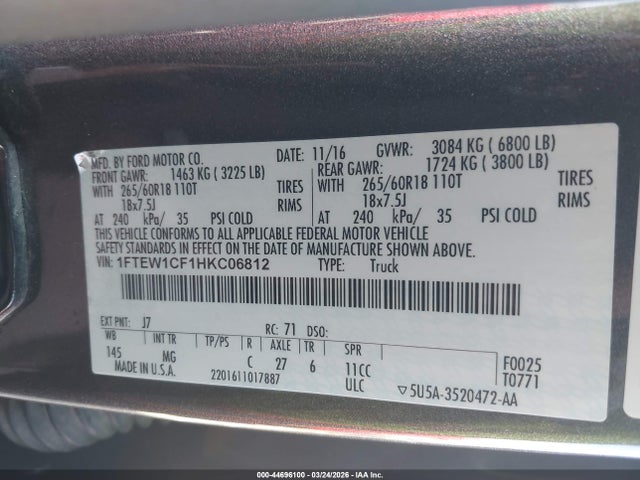 MFD. BY FORD MOTOR CO. DATE: 11/16 GVWR: 3084 KG ( 6800 LB)
FRONT GAWR: 1463 KG ( 3225 LB) REAR GAWR: 1724 KG ( 3800 LB)
WITH 265/60R18 110T TIRES WITH 265/60R18 110T TIRES
18x7.5J RIMS 18x7.5J RIMS
AT 240 kPa/ 35 PSI COLD AT 240 kPa/ 35 PSI COLD
THIS VEHICLE CONFORMS TO ALL APPLICABLE FEDERAL MOTOR VEHICLE
SAFETY STANDARDS IN EFFECT ON THE DATE OF MANUFACTURE SHOWN ABOVE.
VIN: 1FTEW1CF1HKC06812 TYPE: Truck
EXT PNT: J7 RC: 71 DSO:
WB INT TR TP/PS R AXLE TR SPR
145 MG C 27 6 11CC F0025
MADE IN U.S.A. 2201611017887 ULC T0771
▽5U5A-3520472-AA
000-44696100 - 03/24/2026 - IAA, Inc.